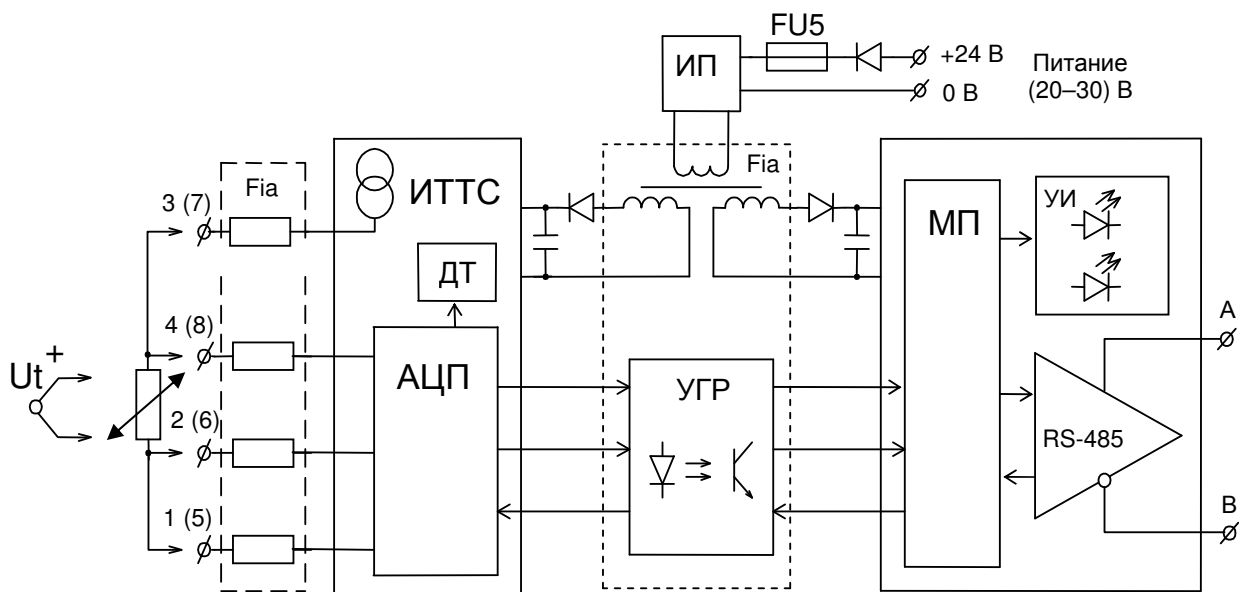 FU5
ИП
+24 В
0 В
Питание
(20–30) В
Fia
ИТТС
Fia
3 (7)
МП
УИ
ДТ
4 (8)
А
Ut
+
АЦП
УГР
2 (6)
RS-485
1 (5)
В